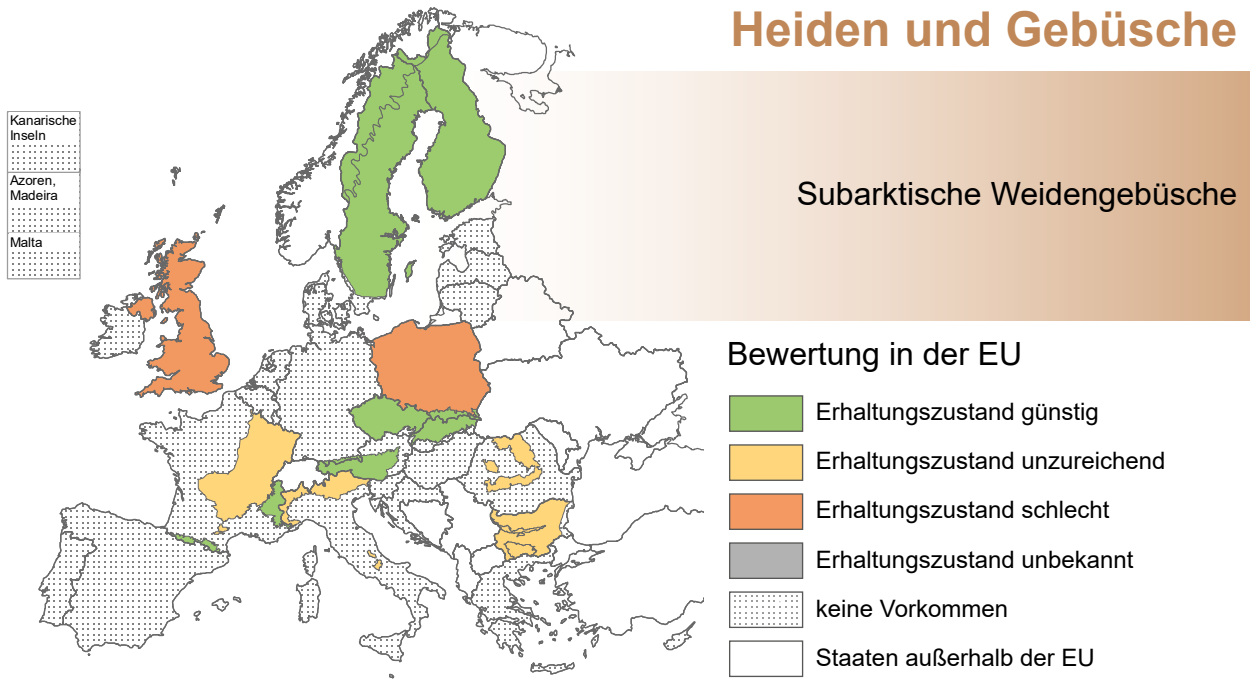 Heiden und Gebüsche
Kanarische
Inseln
Azoren,
Madeira
Malta
Subarktische Weidengebüsche
Bewertung in der EU
Erhaltungszustand günstig
Erhaltungszustand unzureichend
Erhaltungszustand schlecht
Erhaltungszustand unbekannt
keine Vorkommen
Staaten außerhalb der EU